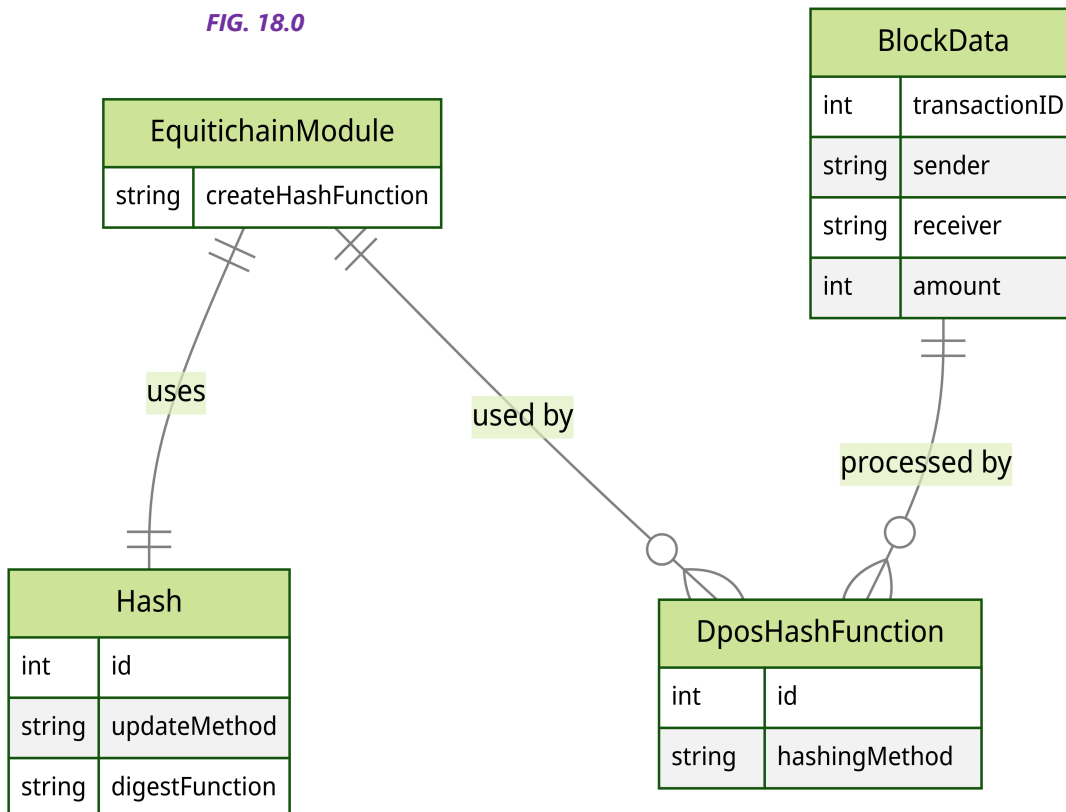 FIG. 18.0
BlockData
int transactionID
string sender
string receiver
int amount
EquitichainModule
string createHashFunction
uses
used by
processed by
Hash
int id
string updateMethod
string digestFunction
DposHashFunction
int id
string hashingMethod